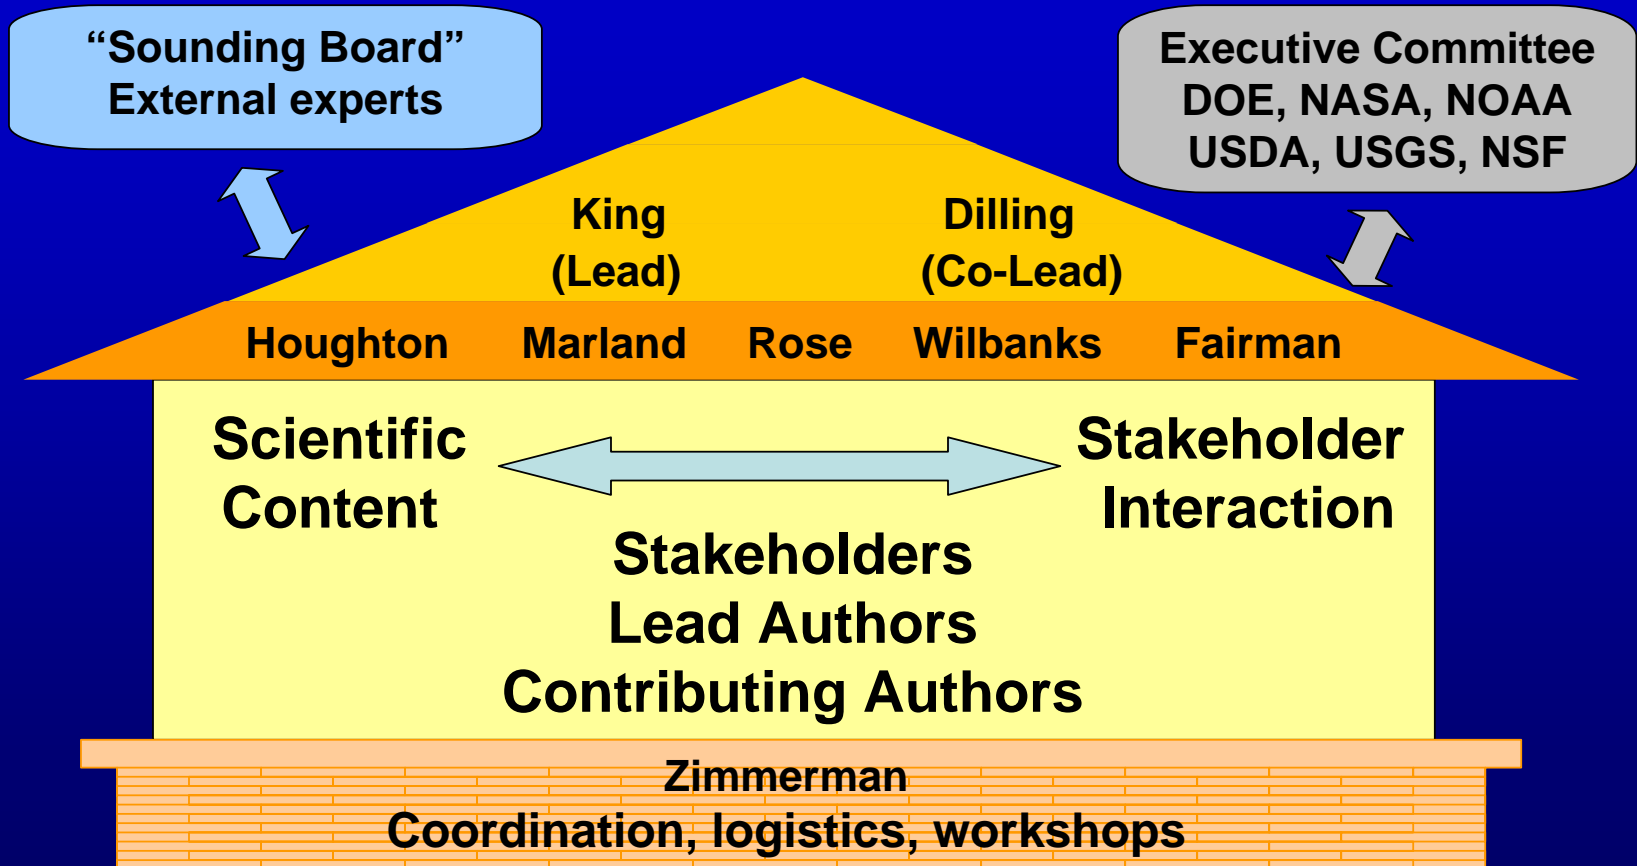 “Sounding Board”
External experts
Executive Committee
DOE, NASA, NOAA
USDA, USGS, NSF
King
(Lead)
Dilling
(Co-Lead)
Houghton Marland Rose Wilbanks Fairman
Scientific
Content
Stakeholder
Interaction
Stakeholders
Lead Authors
Contributing Authors
Zimmerman
Coordination, logistics, workshops